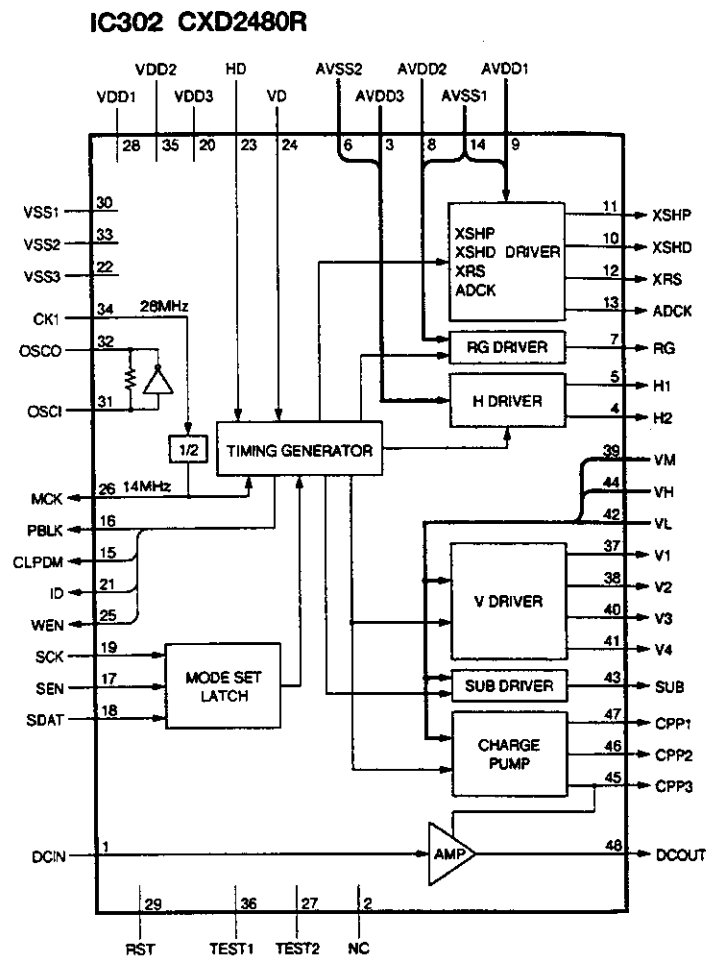 IC302 CXD2480R
VDD2
HD
AVSS2
AVDD2
AVDD1
VDD1
VDD3
VD
AVDD3
AVSS1
28
35
20
23
24
6
3
8
14
9
VSS1
30
VSS2
33
VSS3
22
CK1
34
28MHz
OSCO
32
OSCI
31
1/2
MCK
26
14MHz
PBLK
16
CLPDM
15
ID
21
WEN
25
SCK
19
SEN
17
SDAT
18
MODE SET
LATCH
TIMING GENERATOR
XSHP
XSHD DRIVER
XRS
ADCK
11
XSHP
10
XSHD
12
XRS
13
ADCK
RG DRIVER
7
RG
H DRIVER
5
H1
4
H2
39
VM
44
VH
42
VL
V DRIVER
37
V1
38
V2
40
V3
41
V4
SUB DRIVER
43
SUB
CHARGE
PUMP
47
CPP1
46
CPP2
45
CPP3
DCIN
1
AMP
48
DCOUT
29
36
27
2
RST
TEST1
TEST2
NC